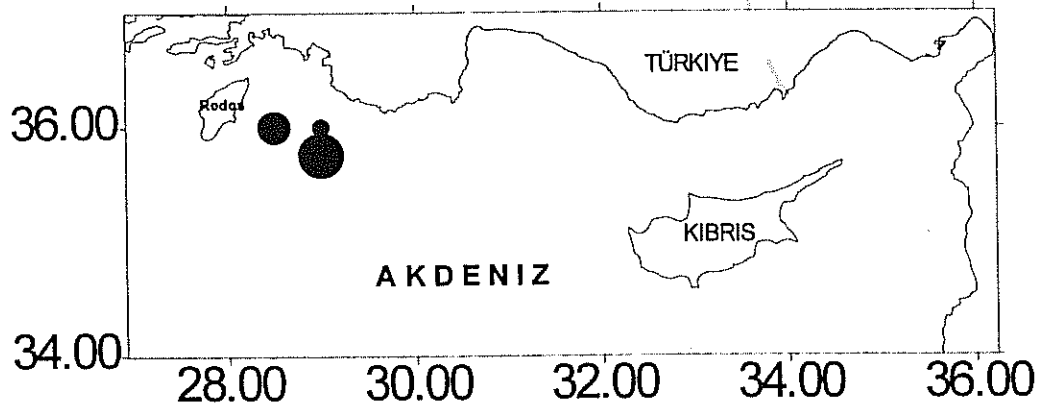 TÜRKIYE
Rodos
36.00
KIBRIS
AKDENIZ
34.00
28.00 30.00 32.00 34.00 36.00